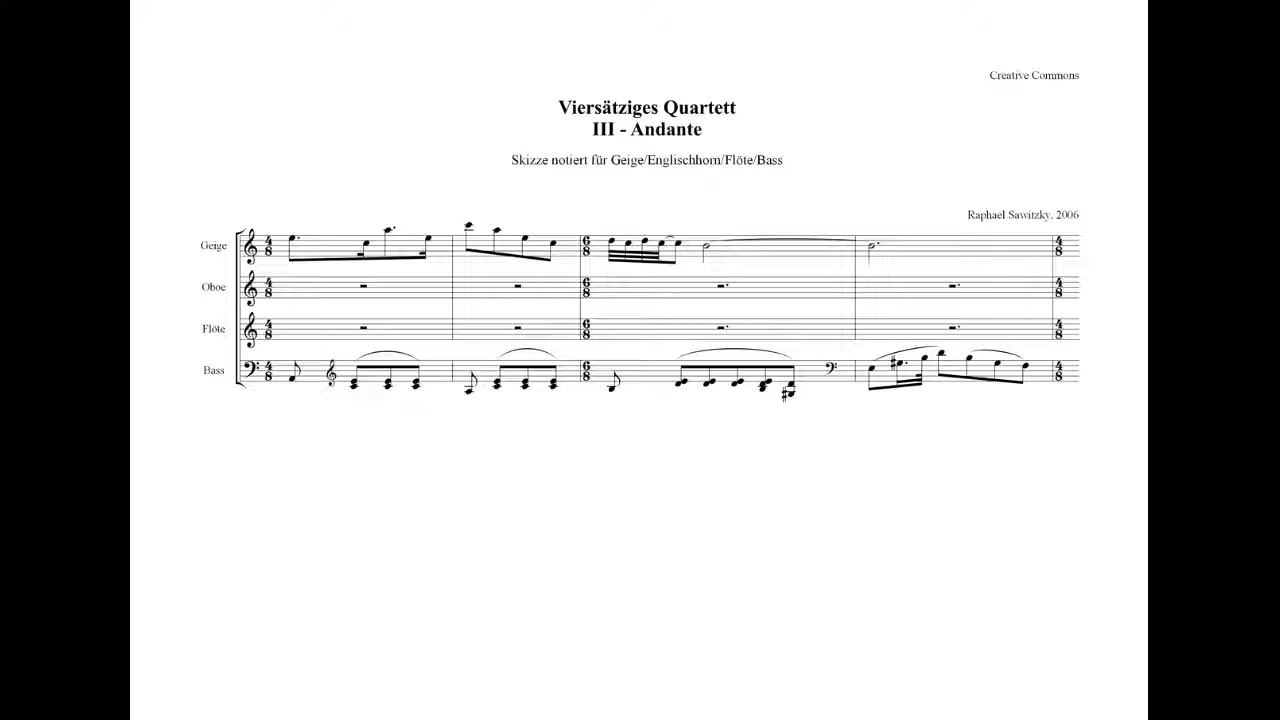 Creative Commons
Viersätziges Quartett
III - Andante
Skizze notiert für Geige/Englischhorn/Flöte/Bass
Raphael Sawitzky, 2006
Geige
Oboe
Flöte
Bass